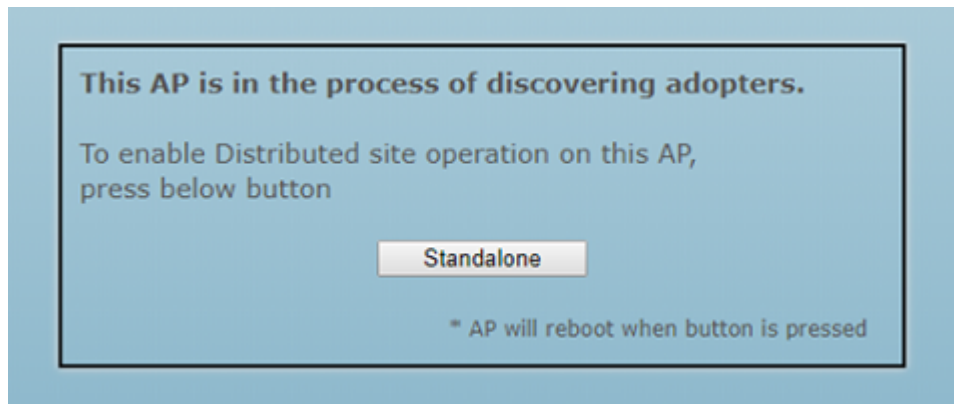 This AP is in the process of discovering adopters.
To enable Distributed site operation on this AP,
press below button
Standalone
* AP will reboot when button is pressed